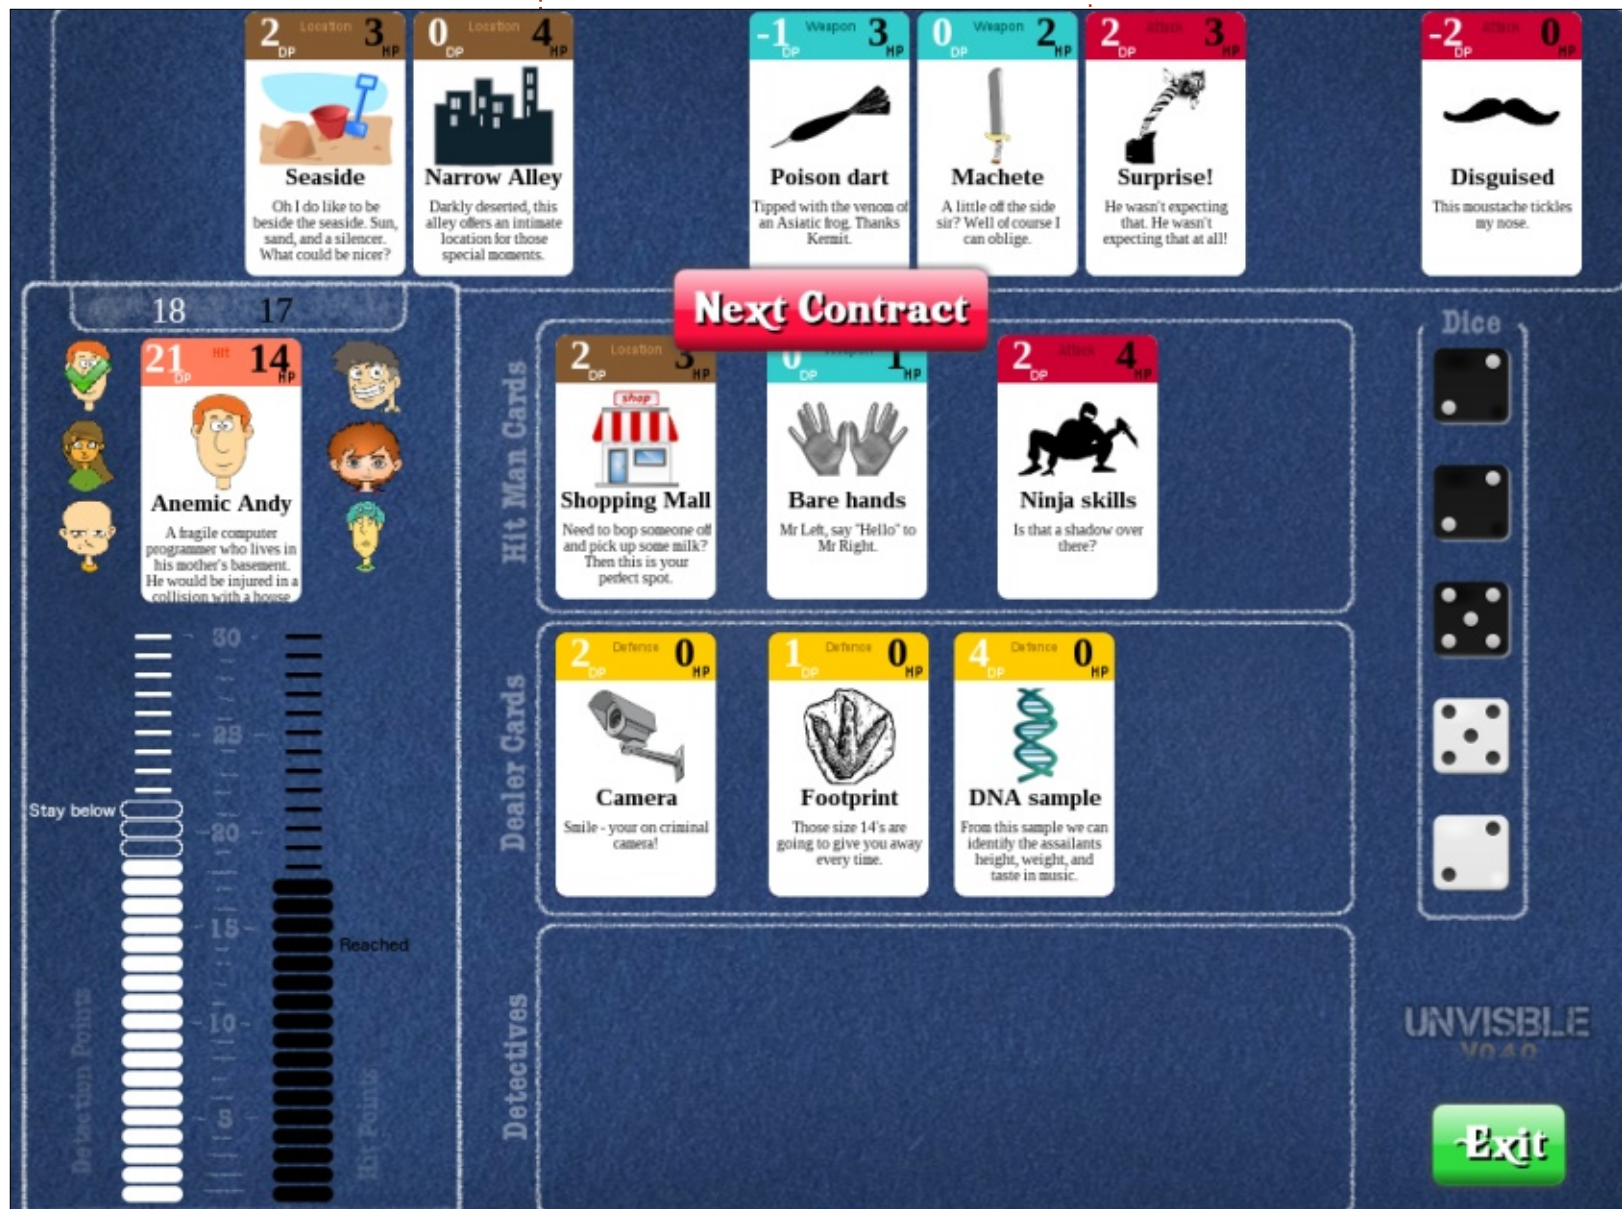 2 DP Location 3 HP
Seaside
Oh I do like to be
beside the seaside. Sun,
sand, and a silencer.
What could be nicer?
0 DP Location 4 HP
Narrow Alley
Darkly deserted, this
alley offers an intimate
location for those
special moments.
-1 DP Weapon 3 HP
Poison dart
Tipped with the venom of
an Asiatic frog. Thanks
Kermit.
0 DP Weapon 2 HP
Machete
A little off the side
sir? Well of course I
can oblige.
2 DP Attack 3 HP
Surprise!
He wasn't expecting
that. He wasn't
expecting that at all!
-2 DP Attack 0 HP
Disguised
This moustache tickles
my nose.
Next Contract
18 17
21 DP Hit 14 HP
Anemic Andy
A fragile computer
programmer who lives in
his mother's basement.
He would be injured in a
collision with a house
Hit Man Cards
2 DP Location 3 HP
shop
Shopping Mall
Need to bop someone off
and pick up some milk?
Then this is your
perfect spot.
0 DP Weapon 1 HP
Bare hands
Mr Left, say "Hello" to
Mr Right.
2 DP Attack 4 HP
Ninja skills
Is that a shadow over
there?
Dice
Dealer Cards
2 DP Defence 0 HP
Camera
Smile - your on criminal
camera!
1 DP Defence 0 HP
Footprint
Those size 14's are
going to give you away
every time.
4 DP Defence 0 HP
DNA sample
From this sample we can
identify the assailants
height, weight, and
taste in music.
30
25
Stay below
20
15
Reached
10
5
Detection Points
Hit Points
Detectives
UNVISBLE
V0.4.0
Exit